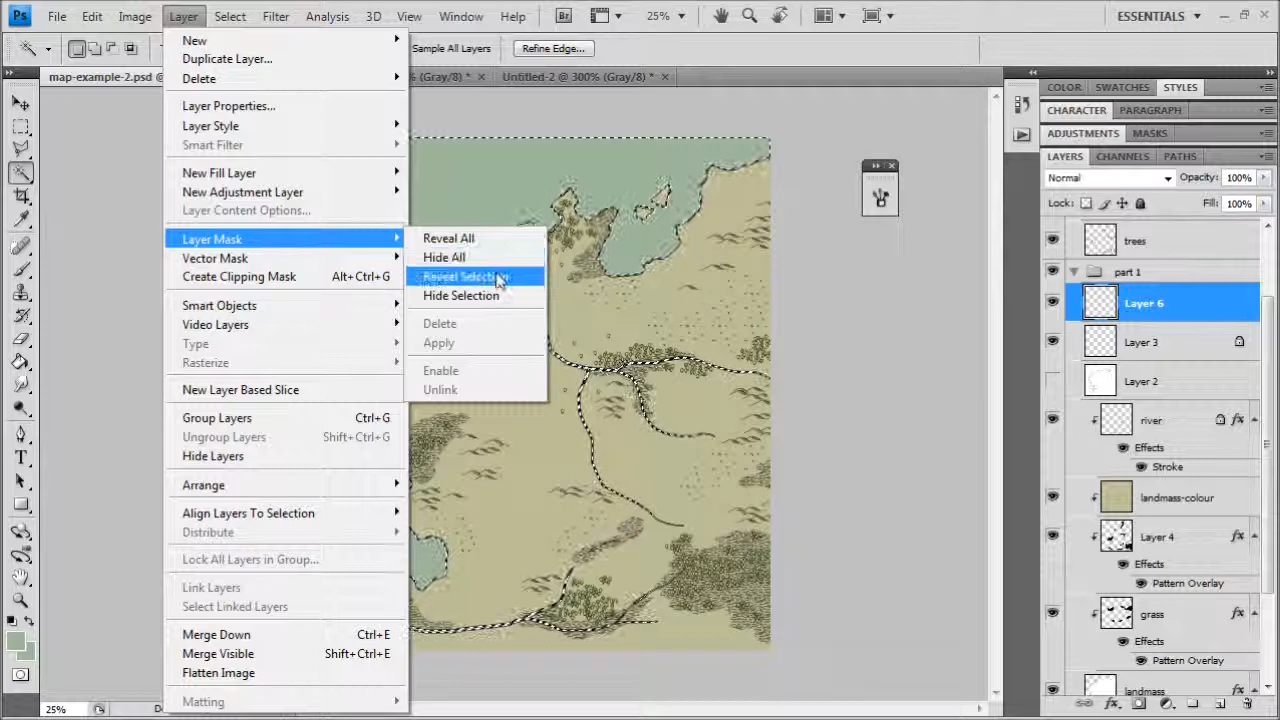 Ps File Edit Image Layer Select Filter Analysis 3D View Window Help Br 25% ESSENTIALS
Sample All Layers Refine Edge...
map-example-2.psd @ % (Gray/8) * Untitled-2 @ 300% (Gray/8) *
New
Duplicate Layer...
Delete
Layer Properties...
Layer Style
Smart Filter
New Fill Layer
New Adjustment Layer
Layer Content Options...
Layer Mask
Vector Mask
Create Clipping Mask Alt+Ctrl+G
Smart Objects
Video Layers
Type
Rasterize
New Layer Based Slice
Group Layers Ctrl+G
Ungroup Layers Shift+Ctrl+G
Hide Layers
Arrange
Align Layers To Selection
Distribute
Lock All Layers in Group...
Link Layers
Select Linked Layers
Merge Down Ctrl+E
Merge Visible Shift+Ctrl+E
Flatten Image
Matting
Reveal All
Hide All
Reveal Selection
Hide Selection
Delete
Apply
Enable
Unlink
COLOR SWATCHES STYLES
CHARACTER PARAGRAPH
ADJUSTMENTS MASKS
LAYERS CHANNELS PATHS
Normal Opacity: 100%
Lock: Fill: 100%
trees
part 1
Layer 6
Layer 3
Layer 2
river fx
Effects
Stroke
landmass-colour
Layer 4 fx
Effects
Pattern Overlay
grass fx
Effects
Pattern Overlay
landmass
T
25%